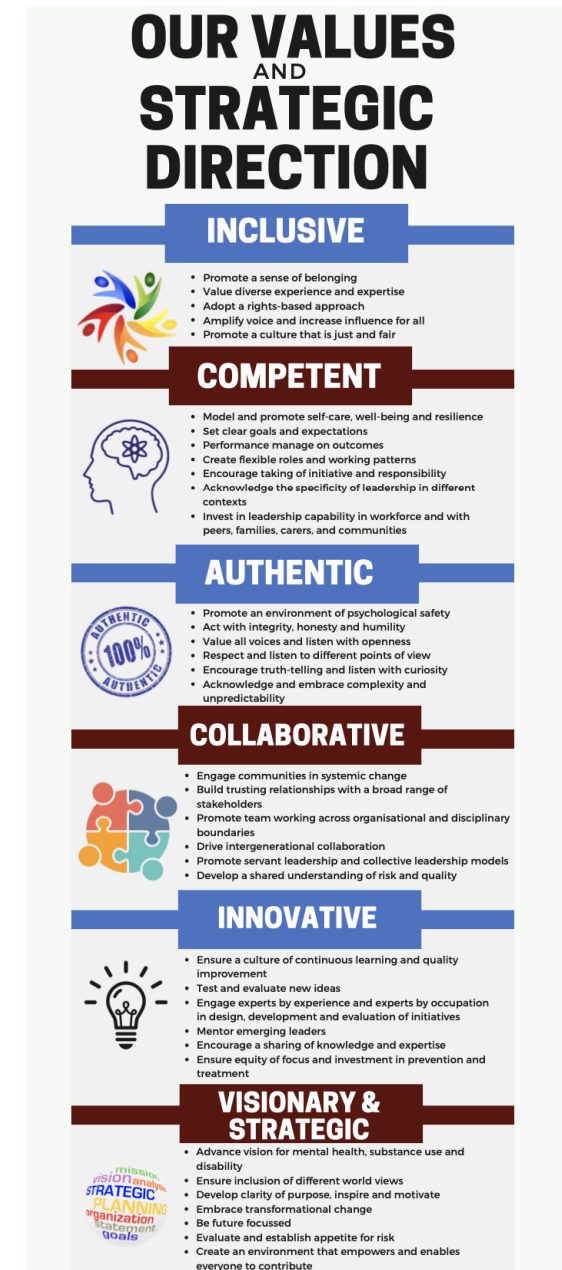 OUR VALUES
AND
STRATEGIC
DIRECTION
INCLUSIVE
• Promote a sense of belonging
• Value diverse experience and expertise
• Adopt a rights-based approach
• Amplify voice and increase influence for all
• Promote a culture that is just and fair
COMPETENT
• Model and promote self-care, well-being and resilience
• Set clear goals and expectations
• Performance manage on outcomes
• Create flexible roles and working patterns
• Encourage taking of initiative and responsibility
• Acknowledge the specificity of leadership in different
contexts
• Invest in leadership capability in workforce and with
peers, families, carers, and communities
AUTHENTIC
AUTHENTIC
100%
AUTHENTIC
• Promote an environment of psychological safety
• Act with integrity, honesty and humility
• Value all voices and listen with openness
• Respect and listen to different points of view
• Encourage truth-telling and listen with curiosity
• Acknowledge and embrace complexity and
unpredictability
COLLABORATIVE
• Engage communities in systemic change
• Build trusting relationships with a broad range of
stakeholders
• Promote team working across organisational and disciplinary
boundaries
• Drive intergenerational collaboration
• Promote servant leadership and collective leadership models
• Develop a shared understanding of risk and quality
INNOVATIVE
• Ensure a culture of continuous learning and quality
improvement
• Test and evaluate new ideas
• Engage experts by experience and experts by occupation
in design, development and evaluation of initiatives
• Mentor emerging leaders
• Encourage a sharing of knowledge and expertise
• Ensure equity of focus and investment in prevention and
treatment
VISIONARY &
STRATEGIC
mission
vision analysis
STRATEGIC
PLANNING
organization
statement
goals
• Advance vision for mental health, substance use and
disability
• Ensure inclusion of different world views
• Develop clarity of purpose, inspire and motivate
• Embrace transformational change
• Be future focussed
• Evaluate and establish appetite for risk
• Create an environment that empowers and enables
everyone to contribute